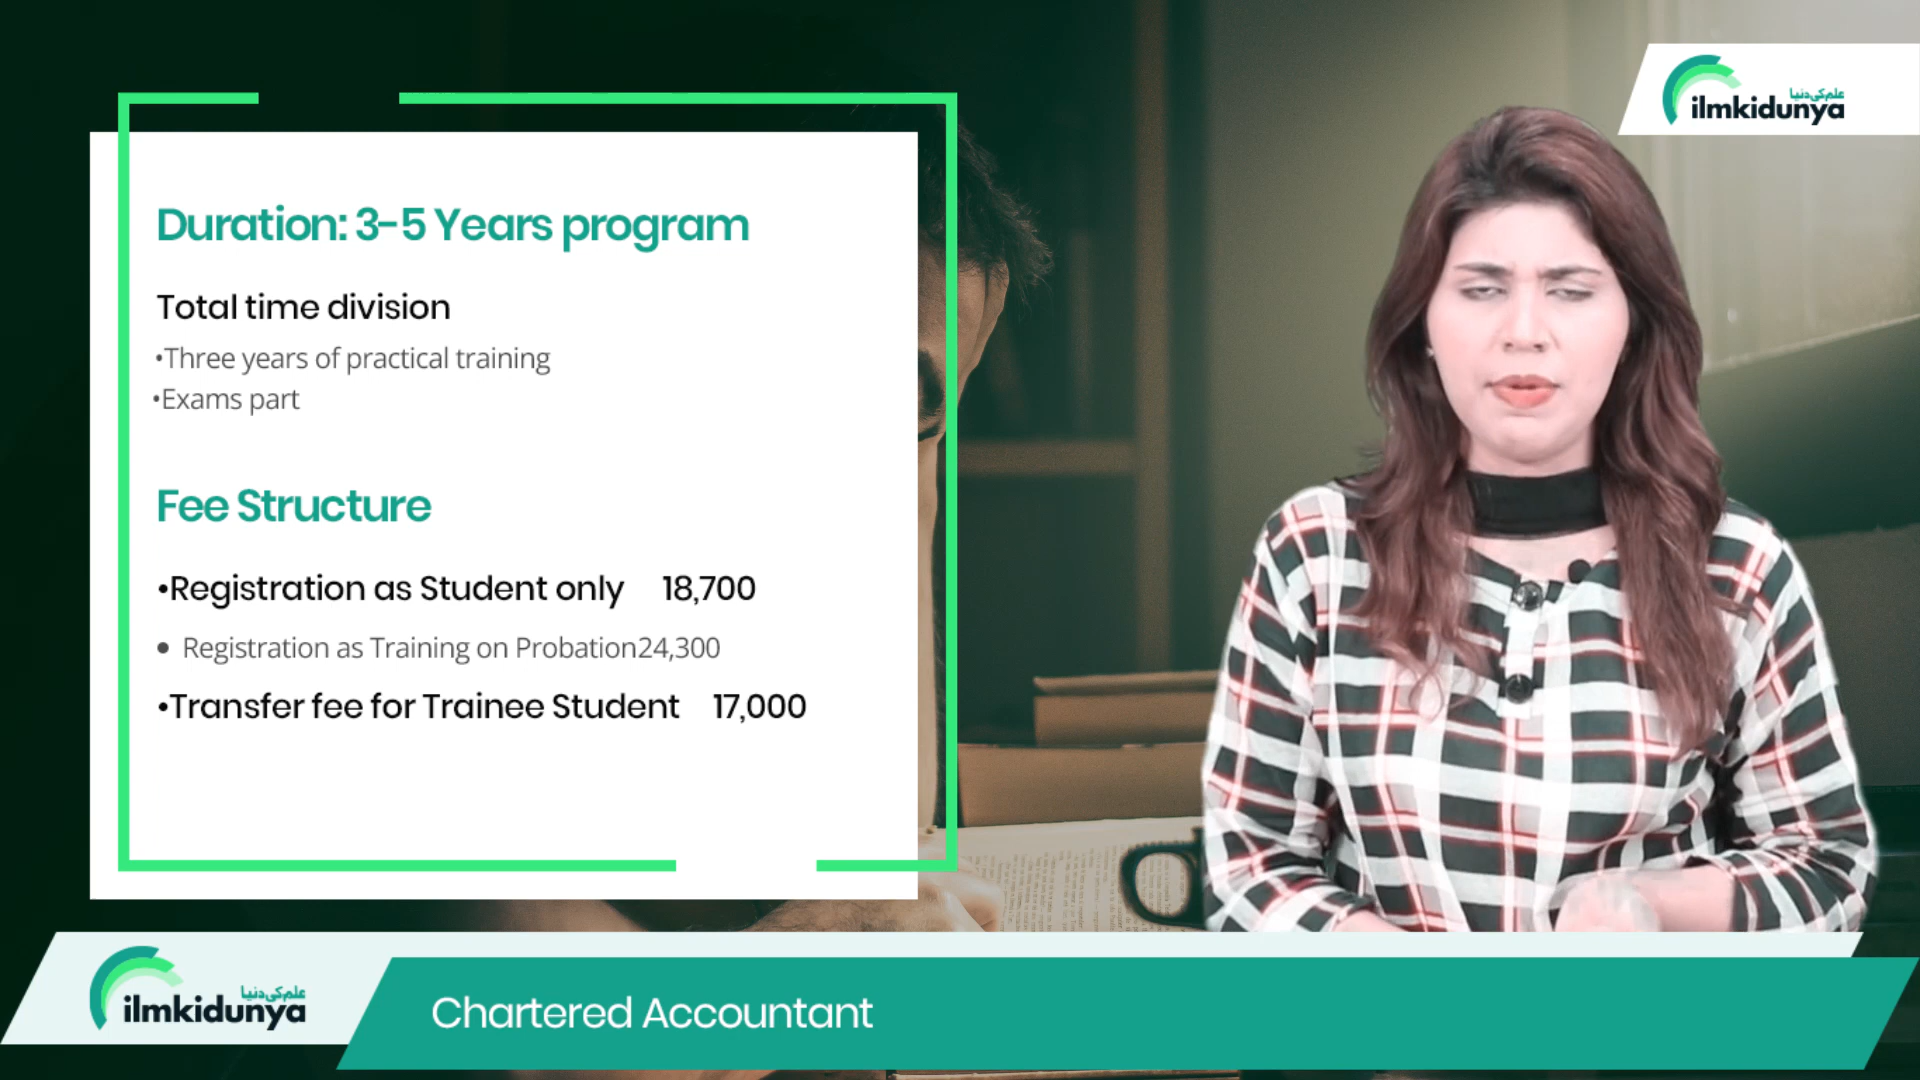 علم کی دنیا
ilmkidunya
Duration: 3-5 Years program
Total time division
•Three years of practical training
•Exams part
Fee Structure
•Registration as Student only 18,700
• Registration as Training on Probation24,300
•Transfer fee for Trainee Student 17,000
علم کی دنیا
ilmkidunya
Chartered Accountant